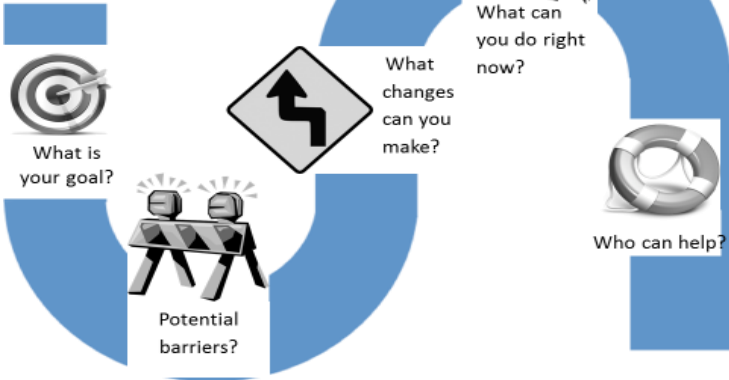 What is
your goal?
Potential
barriers?
What
changes
can you
make?
What can
you do right
now?
Who can help?